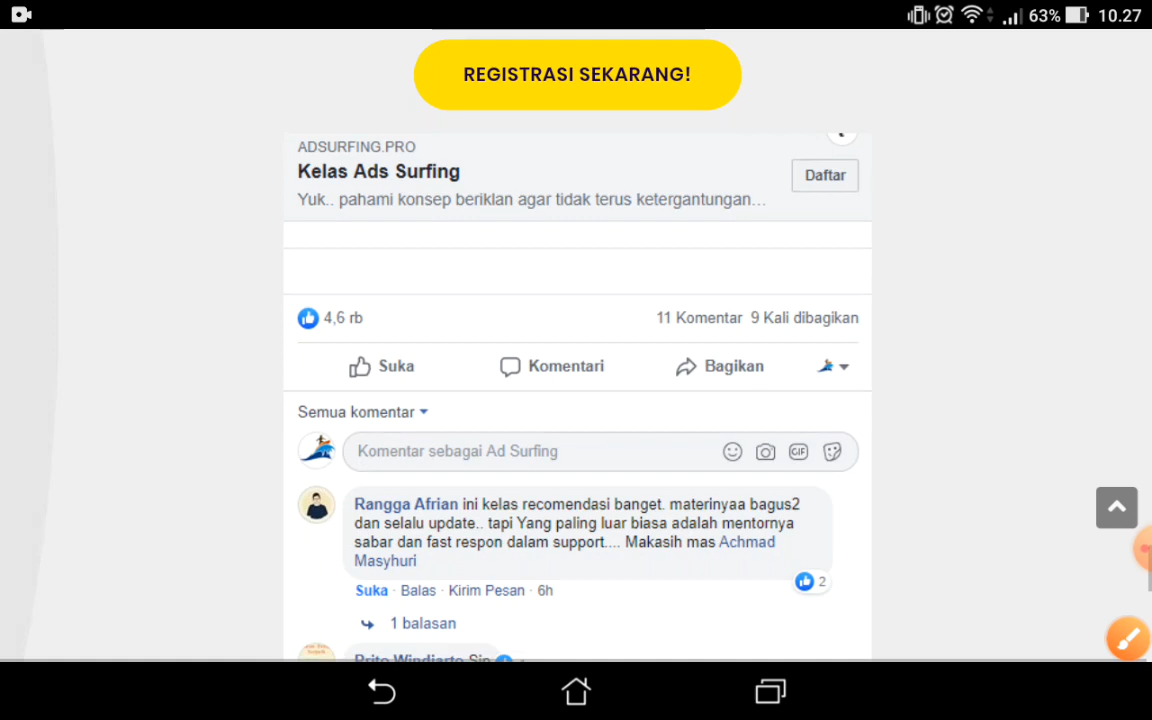 63% 10.27
REGISTRASI SEKARANG!
ADSURFING.PRO
Kelas Ads Surfing
Daftar
Yuk.. pahami konsep beriklan agar tidak terus ketergantungan...
4,6 rb 11 Komentar 9 Kali dibagikan
Suka Komentari Bagikan
Semua komentar
Komentar sebagai Ad Surfing GIF
Rangga Afrian ini kelas recomendasi banget. materinyaa bagus2
dan selalu update.. tapi Yang paling luar biasa adalah mentornya
sabar dan fast respon dalam support.... Makasih mas Achmad
Masyhuri
2
Suka · Balas · Kirim Pesan · 6h
1 balasan
Prito Windiarto